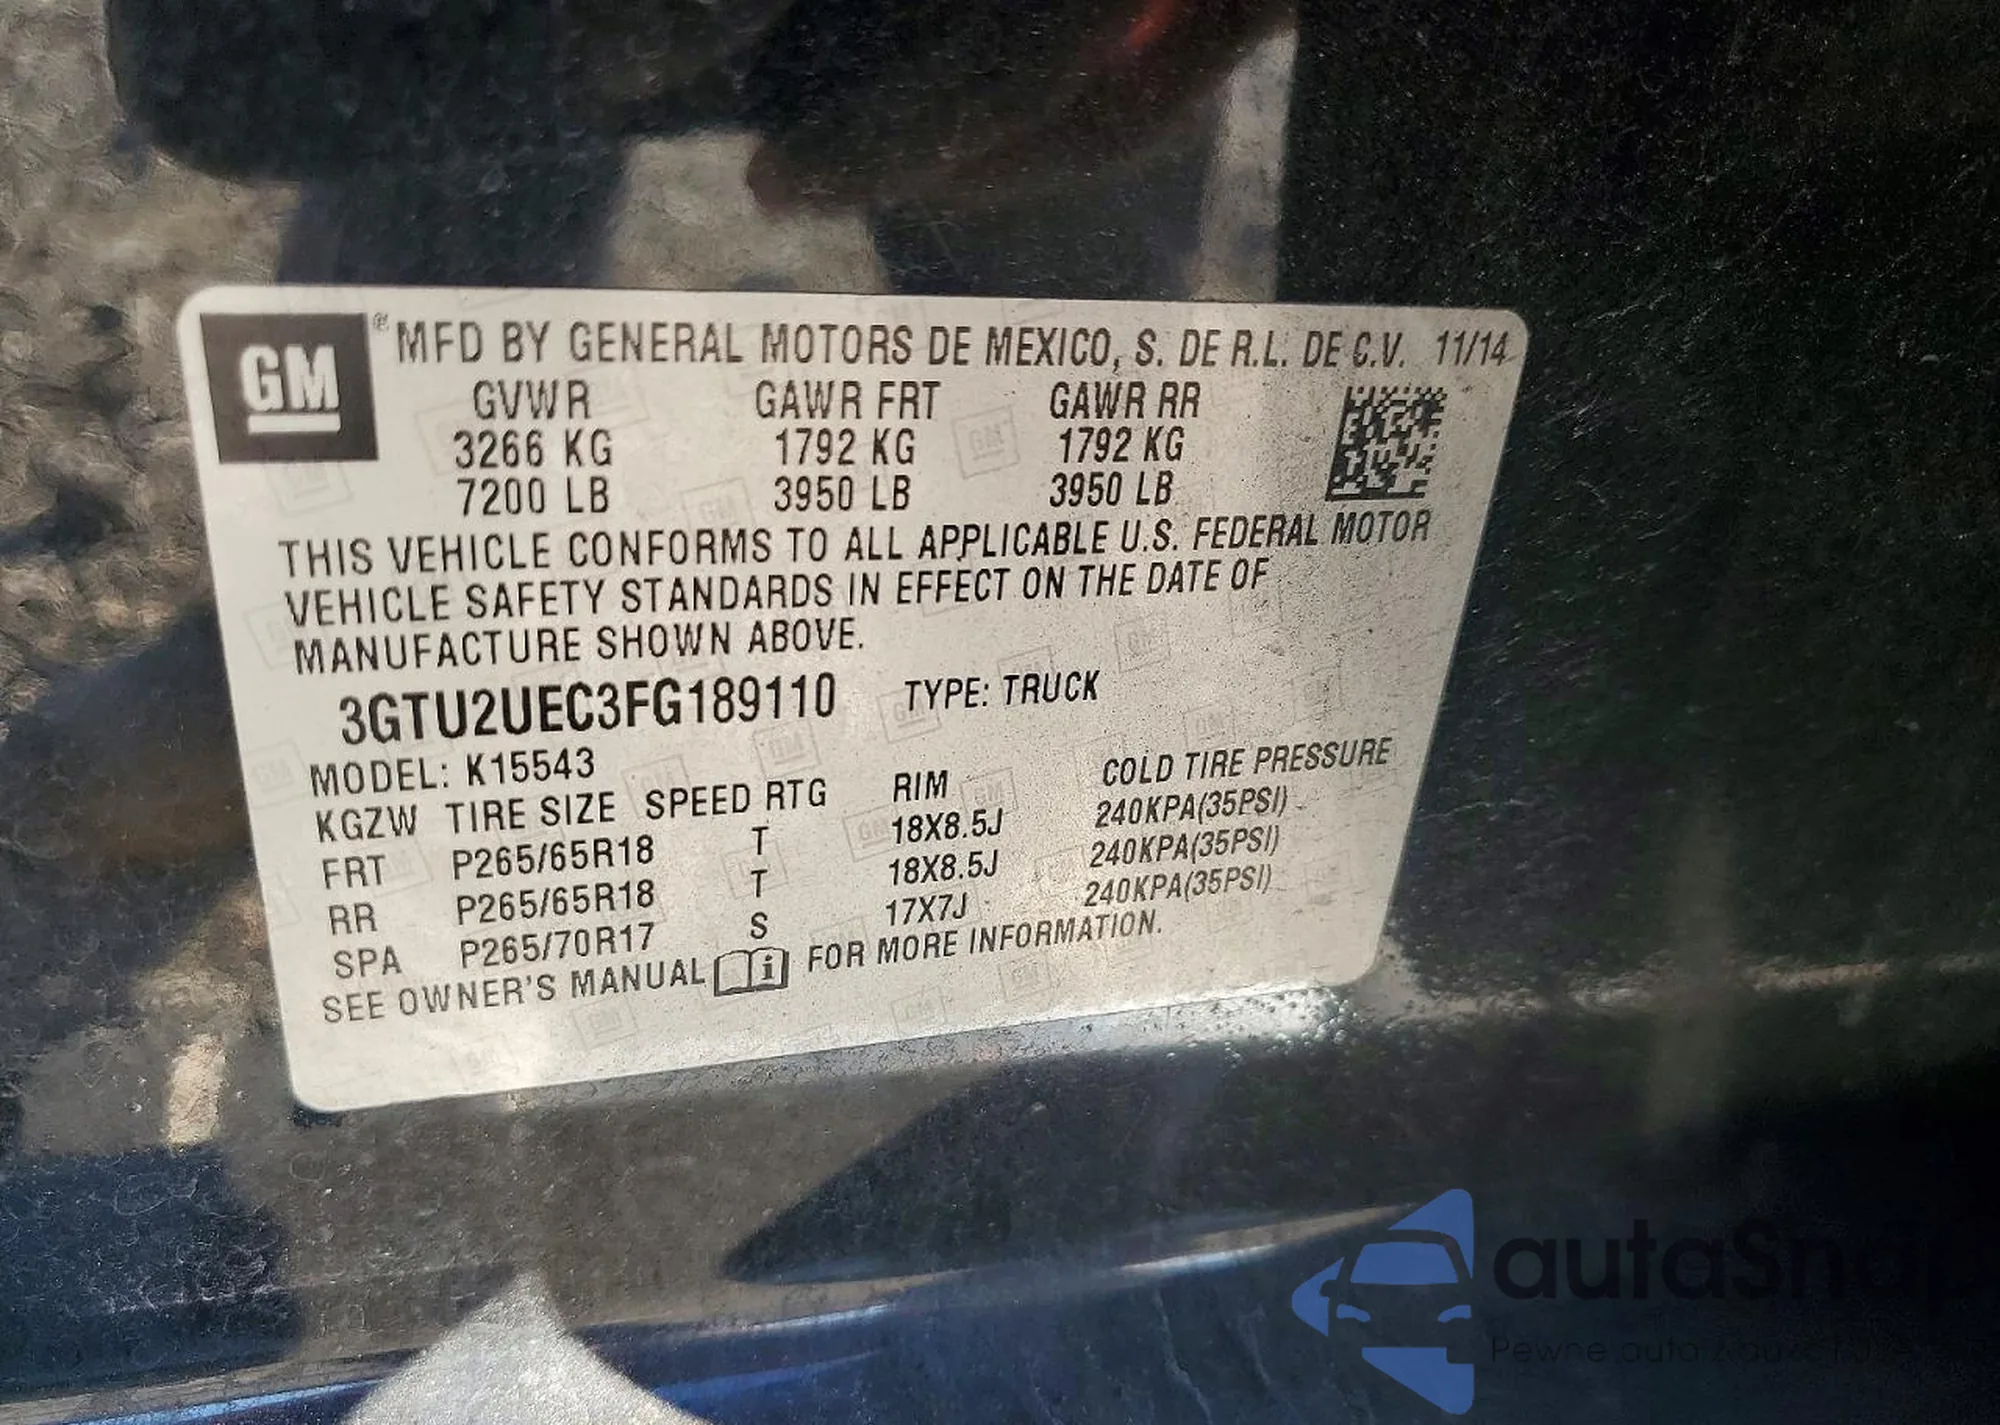 GM
® MFD BY GENERAL MOTORS DE MEXICO, S. DE R.L. DE C.V. 11/14
GVWR GAWR FRT GAWR RR
3266 KG 1792 KG 1792 KG
7200 LB 3950 LB 3950 LB
THIS VEHICLE CONFORMS TO ALL APPLICABLE U.S. FEDERAL MOTOR
VEHICLE SAFETY STANDARDS IN EFFECT ON THE DATE OF
MANUFACTURE SHOWN ABOVE.
3GTU2UEC3FG189110 TYPE: TRUCK
MODEL: K15543
KGZW TIRE SIZE SPEED RTG RIM COLD TIRE PRESSURE
FRT P265/65R18 T 18X8.5J 240KPA(35PSI)
RR P265/65R18 T 18X8.5J 240KPA(35PSI)
SPA P265/70R17 S 17X7J 240KPA(35PSI)
SEE OWNER'S MANUAL i FOR MORE INFORMATION.
autaSna
Pewne auto z